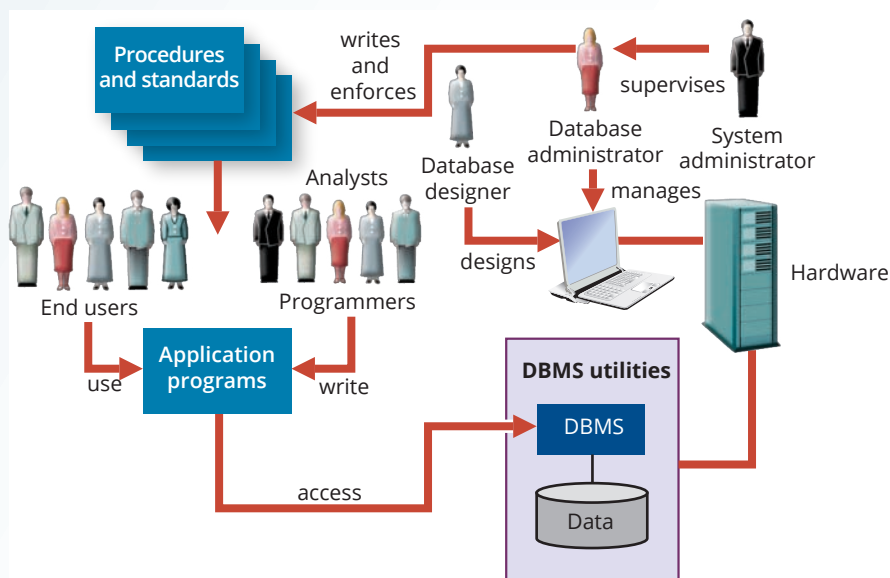 Procedures
and standards
writes
and
enforces
supervises
Database
designer
Database
administrator
System
administrator
manages
Analysts
designs
Hardware
End users
Programmers
use
Application
programs
write
DBMS utilities
DBMS
access
Data